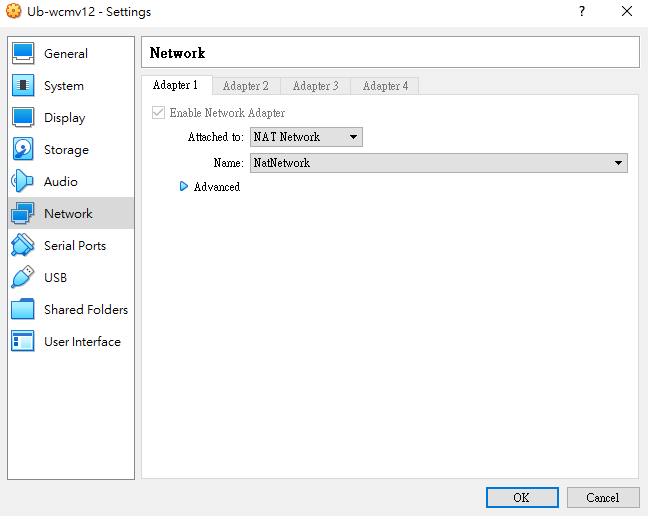 Ub-wcmv12 - Settings
?
General
System
Display
Storage
Audio
Network
Serial Ports
USB
Shared Folders
User Interface
Network
Adapter 1 Adapter 2 Adapter 3 Adapter 4
Enable Network Adapter
Attached to: NAT Network
Name: NatNetwork
Advanced
OK Cancel